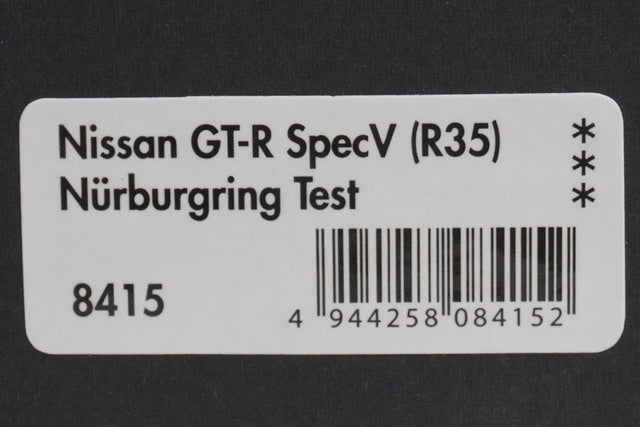 Nissan GT-R SpecV (R35)
Nürburgring Test
***
8415
4 944258 084152